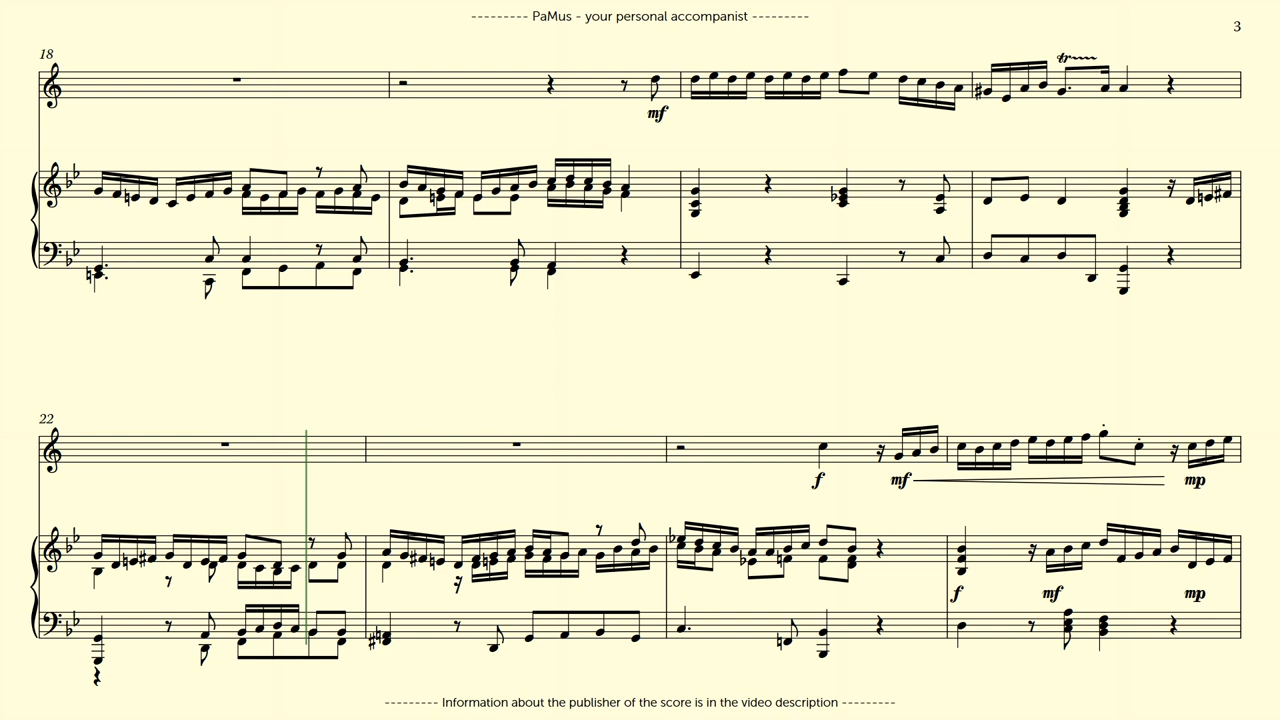 --------- PaMus - your personal accompanist ---------
3
18
tr
mf
22
f mf mp
f mf mp
--------- Information about the publisher of the score is in the video description ---------